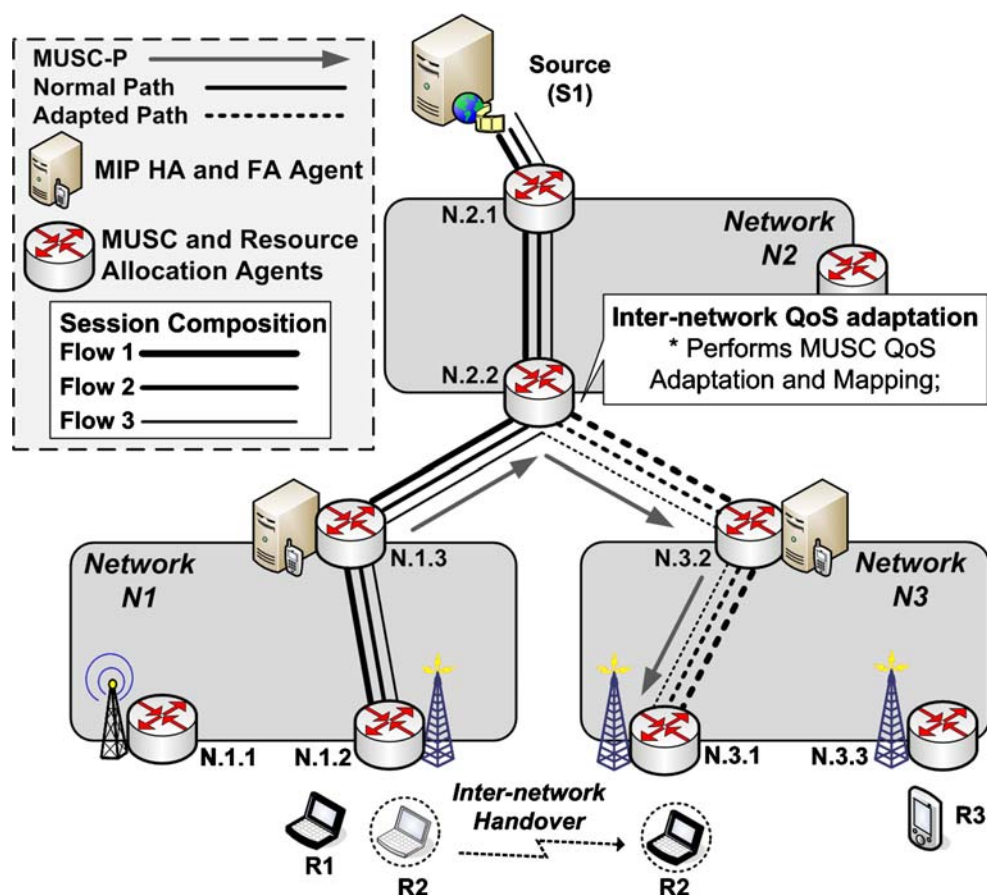 MUSC-P
Normal Path
Adapted Path
MIP HA and FA Agent
MUSC and Resource
Allocation Agents
Session Composition
Flow 1
Flow 2
Flow 3
Source
(S1)
N.2.1
Network
N2
Inter-network QoS adaptation
* Performs MUSC QoS
Adaptation and Mapping;
N.2.2
Network
N1
N.1.3
N.3.2
Network
N3
N.1.1
N.1.2
N.3.1
N.3.3
Inter-network
Handover
R1
R2
R2
R3